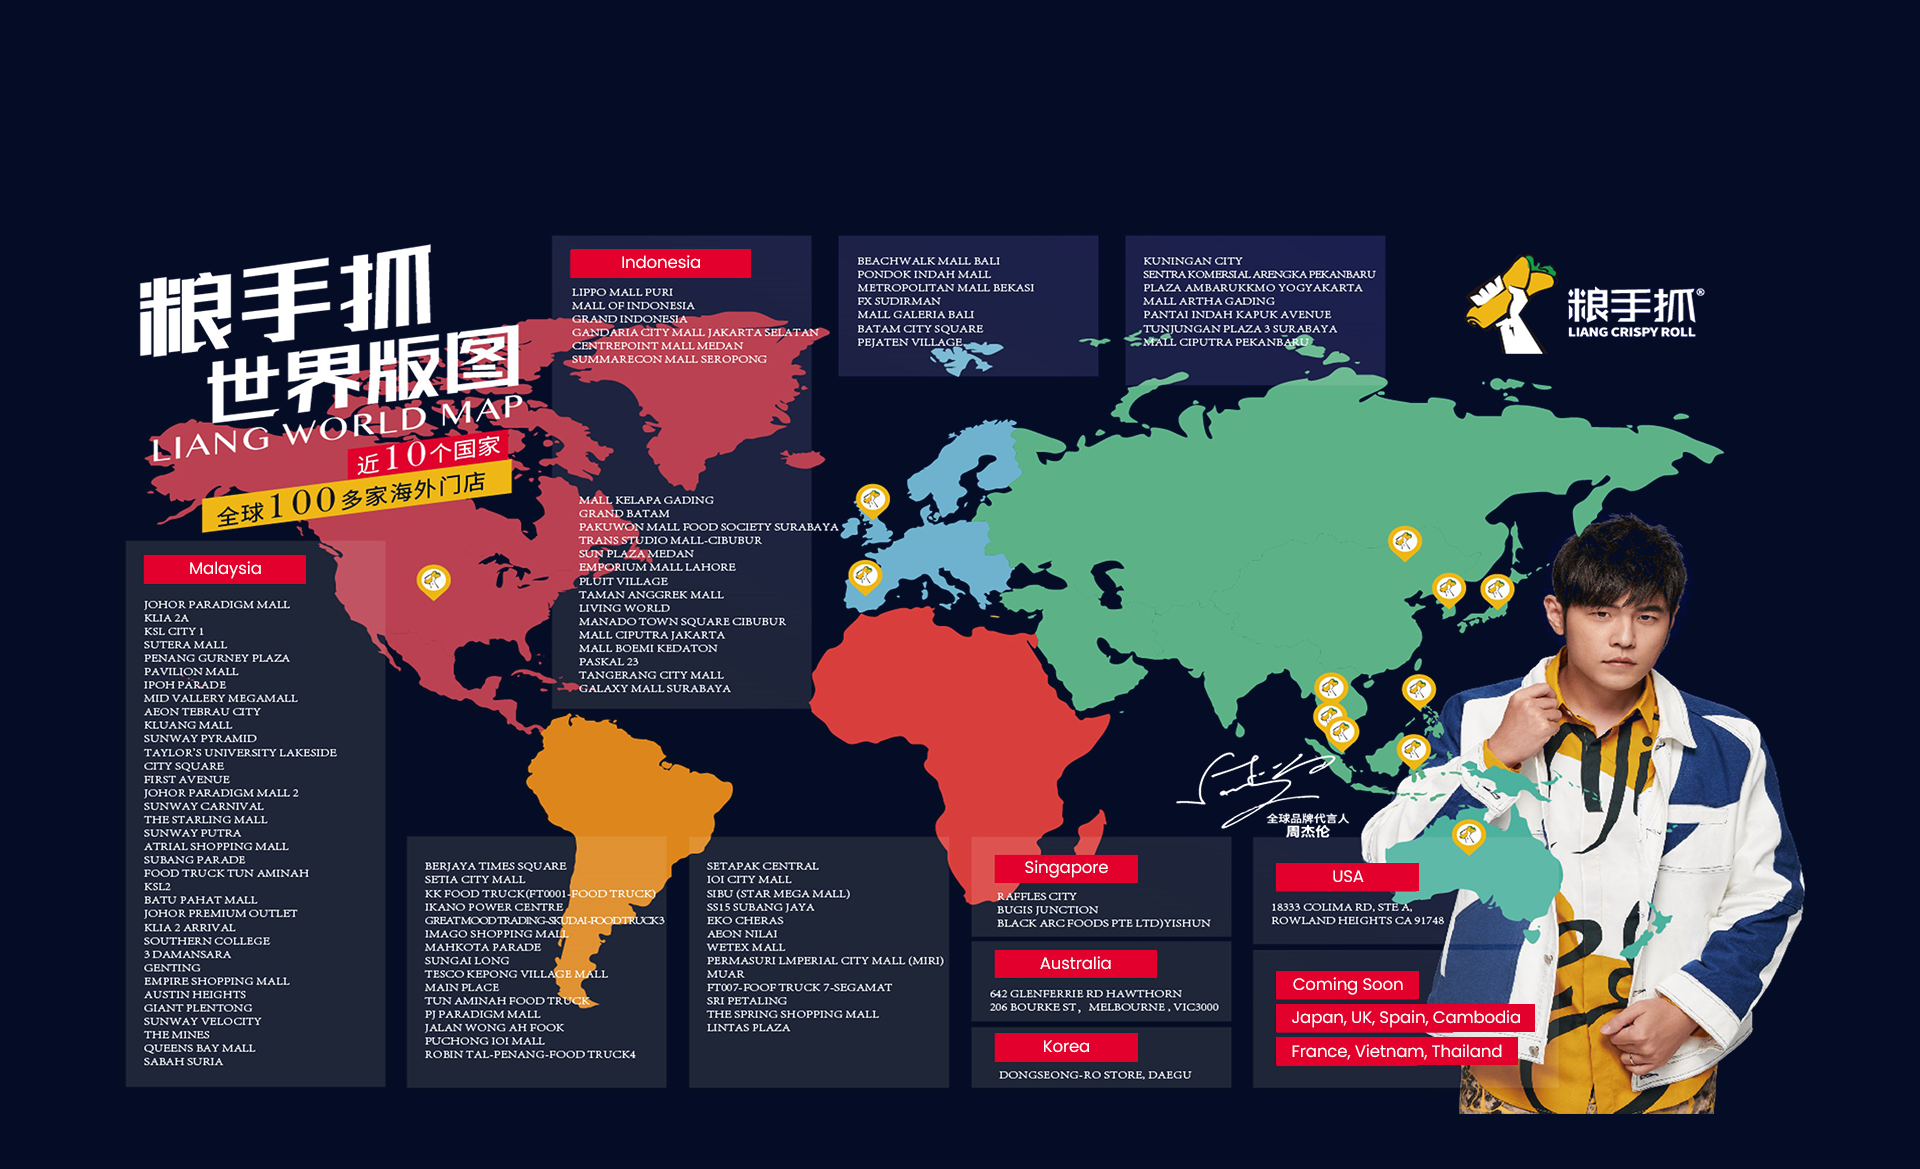 粮手抓
世界版图
LIANG WORLD MAP
近10个国家
全球100多家海外门店
Indonesia
LIPPO MALL PURI
MALL OF INDONESIA
GRAND INDONESIA
GANDARIA CITY MALL JAKARTA SELATAN
CENTREPOINT MALL MEDAN
SUMMARECON MALL SEROPONG
MALL KELAPA GADING
GRAND BATAM
PAKUWON MALL FOOD SOCIETY SURABAYA
TRANS STUDIO MALL-CIBUBUR
SUN PLAZA MEDAN
EMPORIUM MALL LAHORE
PLUIT VILLAGE
TAMAN ANGGREK MALL
LIVING WORLD
MANADO TOWN SQUARE CIBUBUR
MALL CIPUTRA JAKARTA
MALL BOEMI KEDATON
PASKAL 23
TANGERANG CITY MALL
GALAXY MALL SURABAYA
BEACHWALK MALL BALI
PONDOK INDAH MALL
METROPOLITAN MALL BEKASI
FX SUDIRMAN
MALL GALERIA BALI
BATAM CITY SQUARE
PEJATEN VILLAGE
KUNINGAN CITY
SENTRA KOMERSIAL ARENGKA PEKANBARU
PLAZA AMBARUKKMO YOGYAKARTA
MALL ARTHA GADING
PANTAI INDAH KAPUK AVENUE
TUNJUNGAN PLAZA 3 SURABAYA
MALL CIPUTRA PEKANBARU
粮手抓®
LIANG CRISPY ROLL
Malaysia
JOHOR PARADIGM MALL
KLIA 2A
KSL CITY 1
SUTERA MALL
PENANG GURNEY PLAZA
PAVILION MALL
IPOH PARADE
MID VALLERY MEGAMALL
AEON TEBRAU CITY
KLUANG MALL
SUNWAY PYRAMID
TAYLOR'S UNIVERSITY LAKESIDE
CITY SQUARE
FIRST AVENUE
JOHOR PARADIGM MALL 2
SUNWAY CARNIVAL
THE STARLING MALL
SUNWAY PUTRA
ATRIAL SHOPPING MALL
SUBANG PARADE
FOOD TRUCK TUN AMINAH
KSL2
BATU PAHAT MALL
JOHOR PREMIUM OUTLET
KLIA 2 ARRIVAL
SOUTHERN COLLEGE
3 DAMANSARA
GENTING
EMPIRE SHOPPING MALL
AUSTIN HEIGHTS
GIANT PLENTONG
SUNWAY VELOCITY
THE MINES
QUEENS BAY MALL
SABAH SURIA
BERJAYA TIMES SQUARE
SETIA CITY MALL
KK FOOD TRUCK(FT0001-FOOD TRUCK)
IKANO POWER CENTRE
GREATMOOD TRADING-SKUDAI-FOOD TRUCK3
IMAGO SHOPPING MALL
MAHKOTA PARADE
SUNGAI LONG
TESCO KEPONG VILLAGE MALL
MAIN PLACE
TUN AMINAH FOOD TRUCK
PJ PARADIGM MALL
JALAN WONG AH FOOK
PUCHONG IOI MALL
ROBIN TAL-PENANG-FOOD TRUCK4
SETAPAK CENTRAL
IOI CITY MALL
SIBU (STAR MEGA MALL)
SS15 SUBANG JAYA
EKO CHERAS
AEON NILAI
WETEX MALL
PERMASURI LMPERIAL CITY MALL (MIRI)
MUAR
FT007-FOOF TRUCK 7-SEGAMAT
SRI PETALING
THE SPRING SHOPPING MALL
LINTAS PLAZA
全球品牌代言人
周杰伦
Singapore
RAFFLES CITY
BUGIS JUNCTION
BLACK ARC FOODS PTE LTD)YISHUN
Australia
642 GLENFERRIE RD HAWTHORN
206 BOURKE ST，MELBOURNE , VIC3000
Korea
DONGSEONG-RO STORE, DAEGU
USA
18333 COLIMA RD, STE A,
ROWLAND HEIGHTS CA 91748
Coming Soon
Japan, UK, Spain, Cambodia
France, Vietnam, Thailand